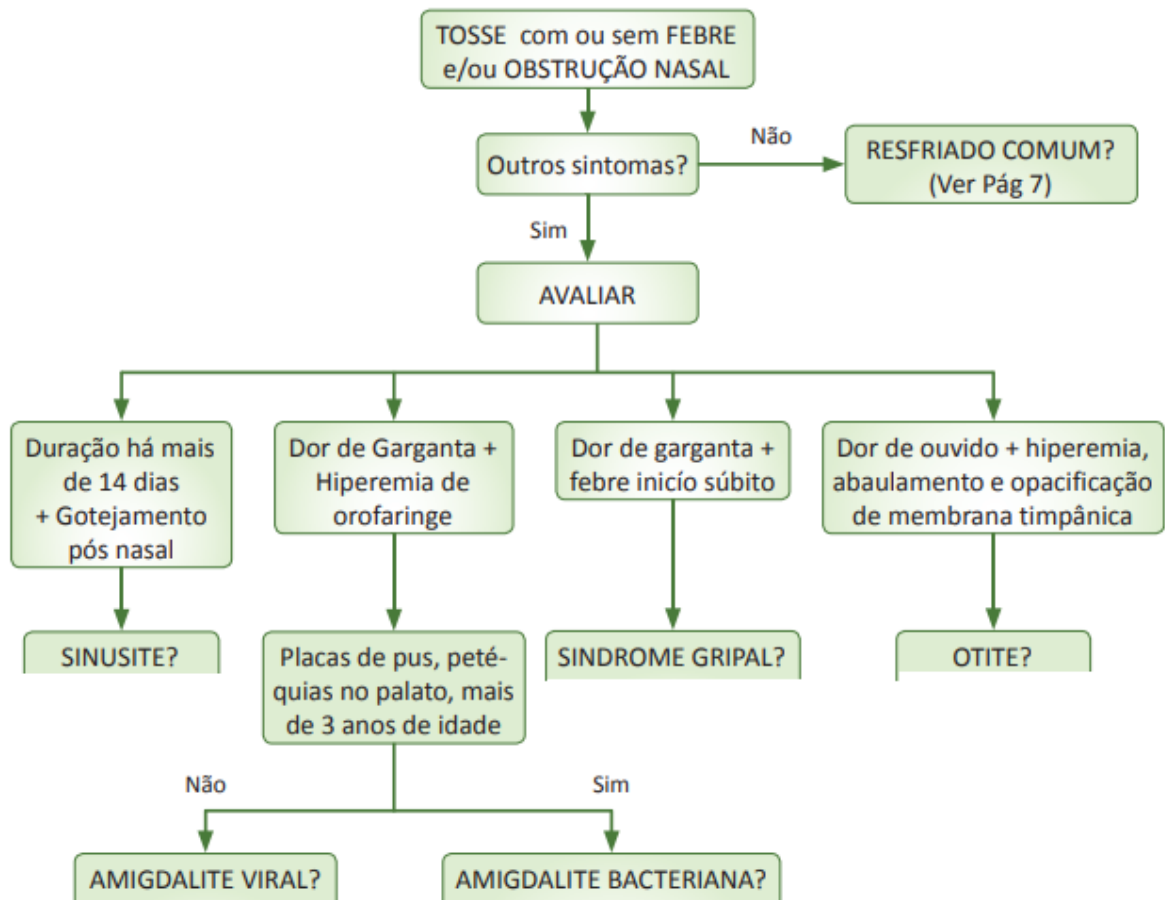 TOSSE com ou sem FEBRE
e/ou OBSTRUÇÃO NASAL
Outros sintomas?
Não
RESFRIADO COMUM?
(Ver Pág 7)
Sim
AVALIAR
Duração há mais
de 14 dias
+ Gotejamento
pós nasal
Dor de Garganta +
Hiperemia de
orofaringe
Dor de garganta +
febre inicío súbito
Dor de ouvido + hiperemia,
abaulamento e opacificação
de membrana timpânica
SINUSITE?
Placas de pus, peté-
quias no palato, mais
de 3 anos de idade
SINDROME GRIPAL?
OTITE?
Não
Sim
AMIGDALITE VIRAL?
AMIGDALITE BACTERIANA?